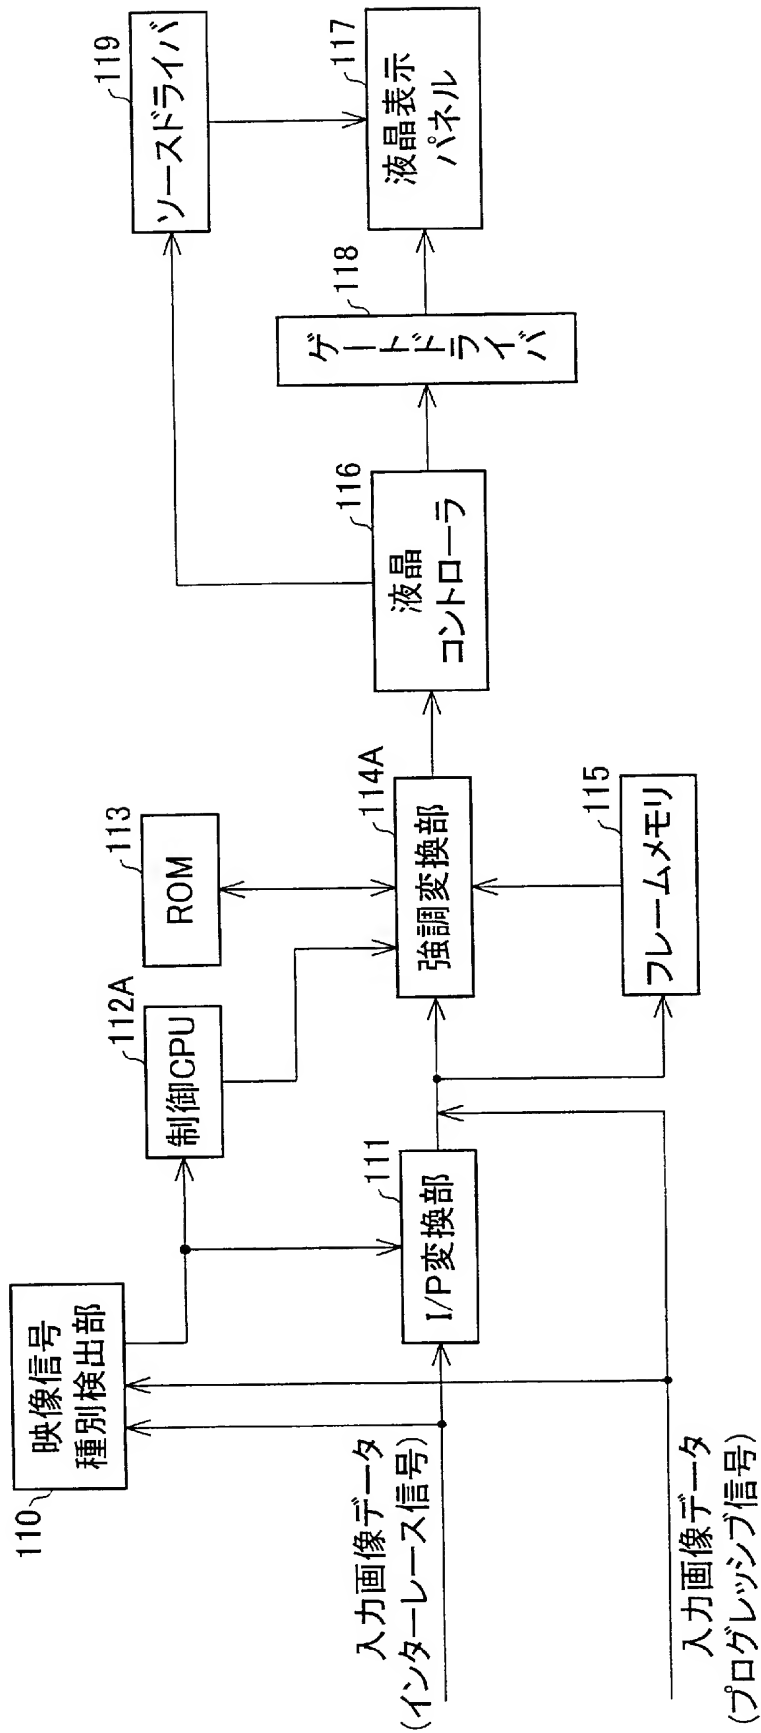 110
映像信号
種別検出部
112A
制御CPU
113
ROM
119
ソースドライバ
入力画像データ
(インターレース信号)
111
I/P変換部
114A
強調変換部
116
液晶
コントローラ
118
ゲートドライバ
117
液晶表示
パネル
入力画像データ
(プログレッシブ信号)
115
フレームメモリ